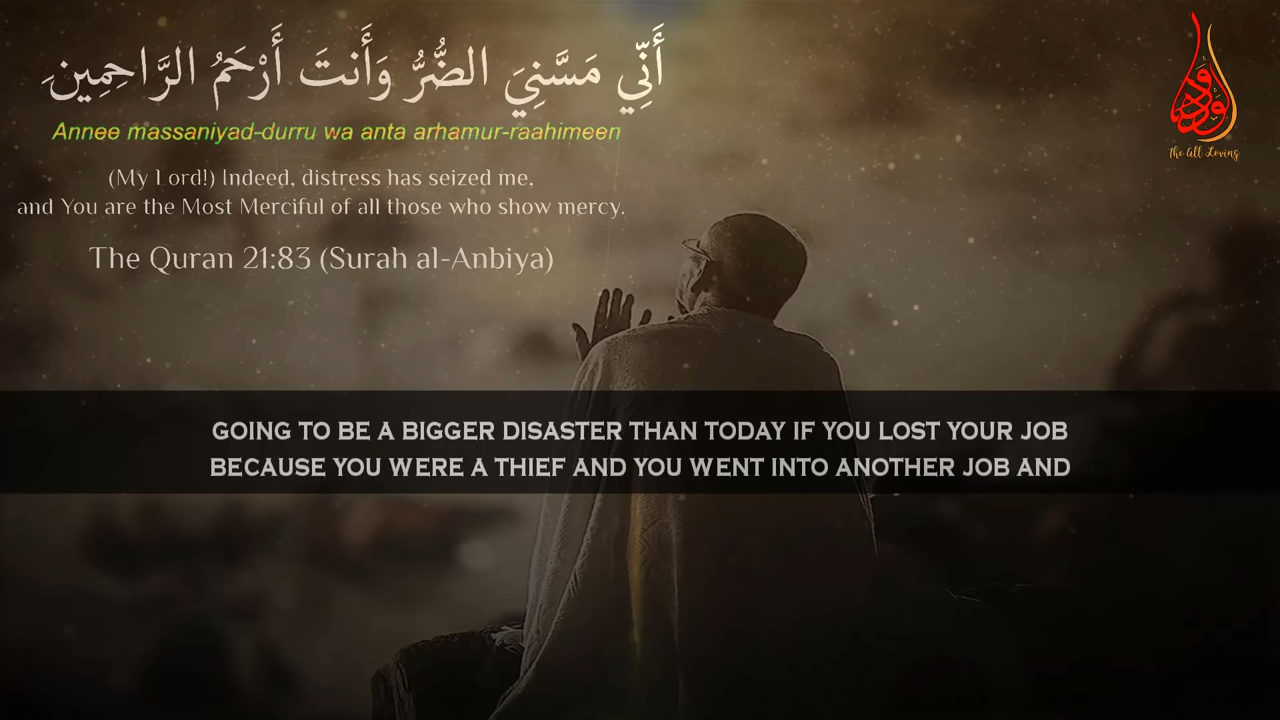 أَنِّي مَسَّنِيَ الضُّرُّ وَأَنتَ أَرْحَمُ الرَّاحِمِينَ
Annee massaniyad-durru wa anta arhamur-raahimeen
(My Lord!) Indeed, distress has seized me,
and You are the Most Merciful of all those who show mercy.
The Quran 21:83 (Surah al-Anbiya)
الودود
The All Loving
GOING TO BE A BIGGER DISASTER THAN TODAY IF YOU LOST YOUR JOB
BECAUSE YOU WERE A THIEF AND YOU WENT INTO ANOTHER JOB AND